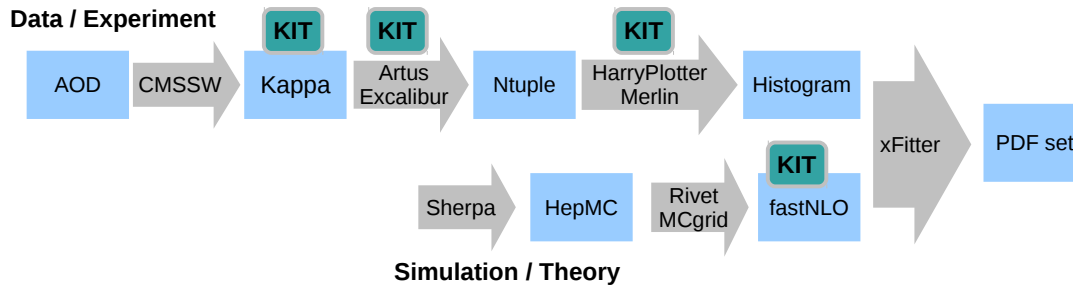 Data / Experiment
KIT
KIT
KIT
AOD
CMSSW
Kappa
Artus
Excalibur
Ntuple
HarryPlotter
Merlin
Histogram
xFitter
PDF set
KIT
Sherpa
HepMC
Rivet
MCgrid
fastNLO
Simulation / Theory